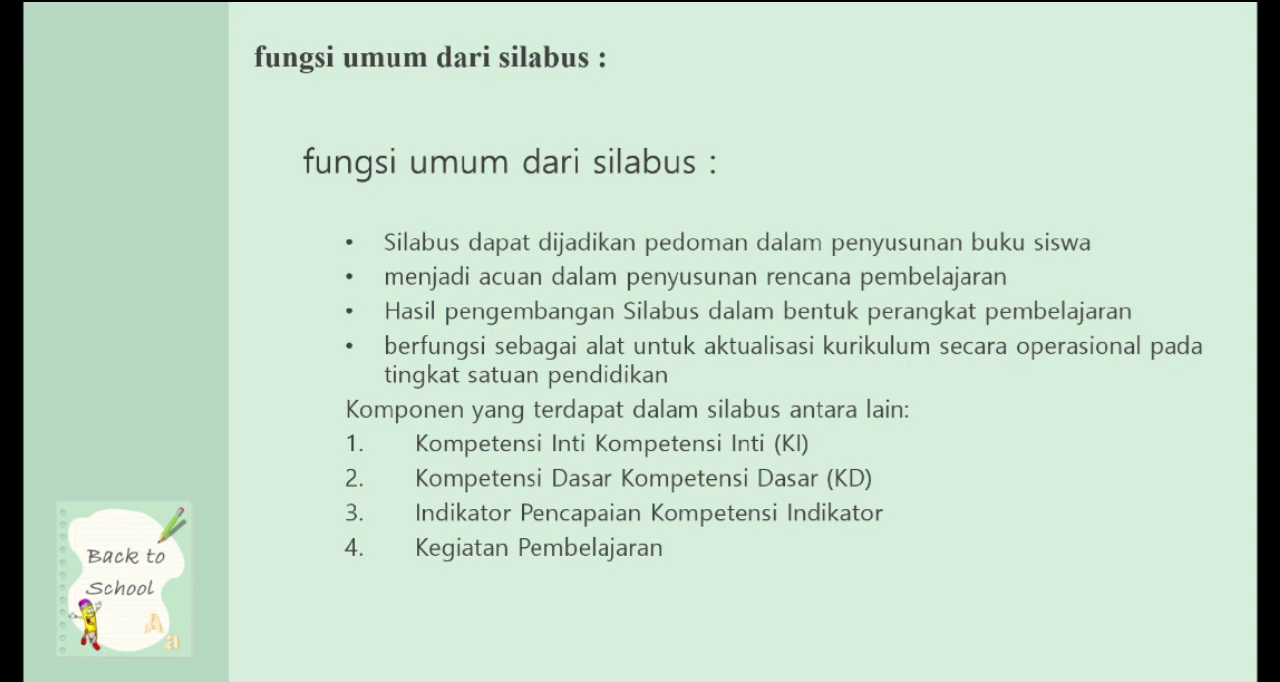 fungsi umum dari silabus :
fungsi umum dari silabus :
• Silabus dapat dijadikan pedoman dalam penyusunan buku siswa
• menjadi acuan dalam penyusunan rencana pembelajaran
• Hasil pengembangan Silabus dalam bentuk perangkat pembelajaran
• berfungsi sebagai alat untuk aktualisasi kurikulum secara operasional pada
tingkat satuan pendidikan
Komponen yang terdapat dalam silabus antara lain:
1. Kompetensi Inti Kompetensi Inti (KI)
2. Kompetensi Dasar Kompetensi Dasar (KD)
3. Indikator Pencapaian Kompetensi Indikator
4. Kegiatan Pembelajaran
Back to
School
A
a